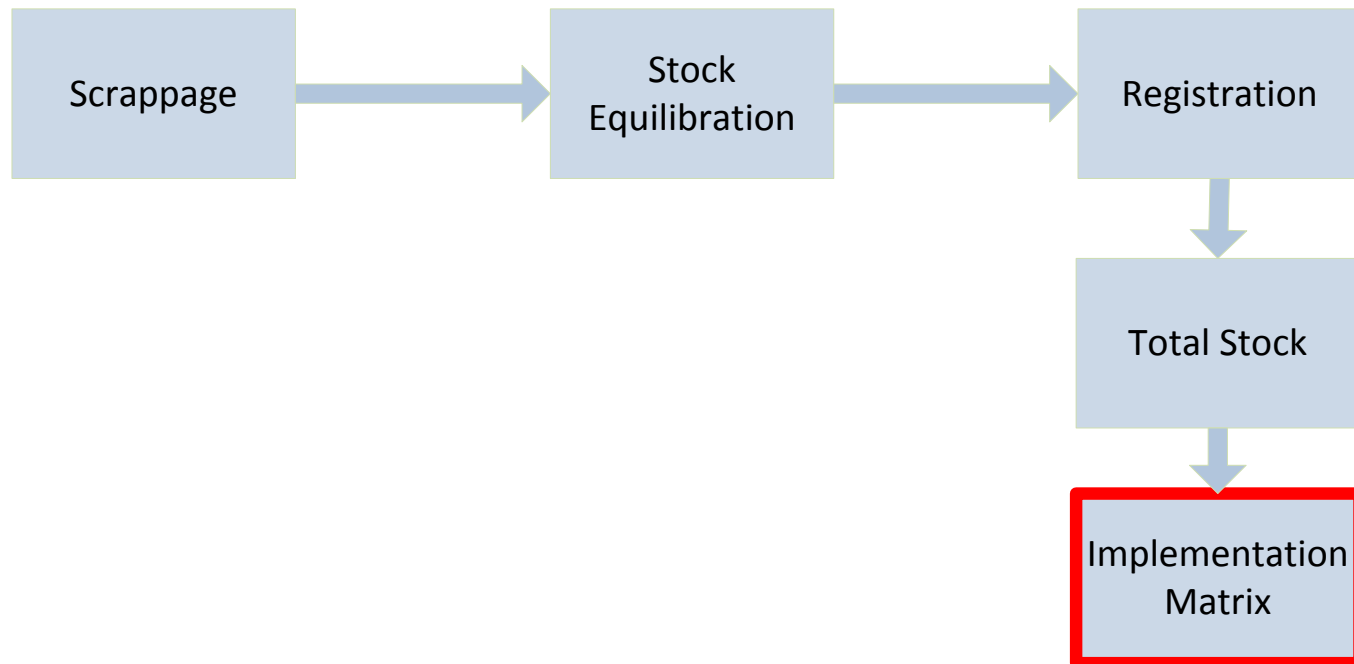 Scrappage
Stock
Equilibration
Registration
Total Stock
Implementation
Matrix